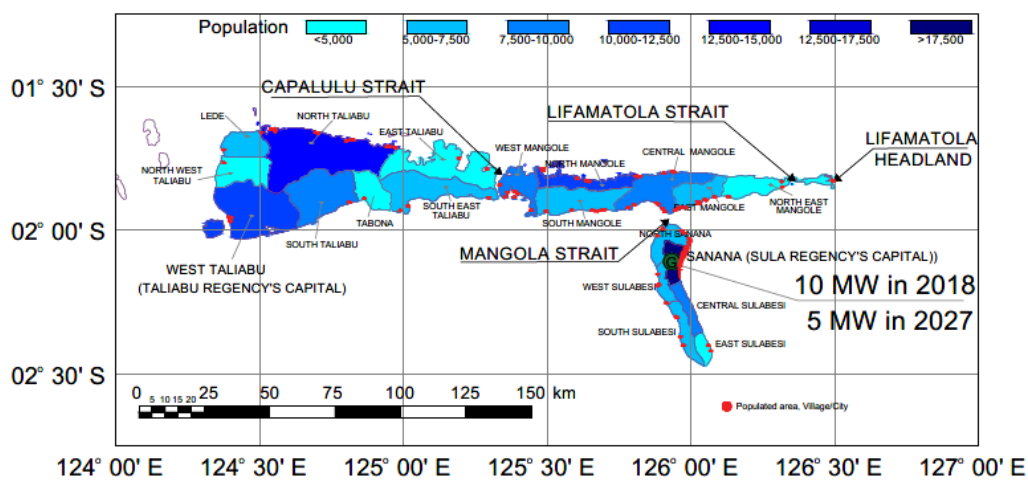 Population
<5,000
5,000-7,500
7,500-10,000
10,000-12,500
12,500-15,000
12,500-17,500
>17,500
01° 30' S
02° 00' S
02° 30' S
CAPALULU STRAIT
LIFAMATOLA STRAIT
LIFAMATOLA
HEADLAND
LEDE
NORTH TALIABU
EAST TALIABU
WEST MANGOLE
NORTH MANGOLE
CENTRAL MANGOLE
NORTH WEST
TALIABU
SOUTH EAST
TALIABU
TABONA
SOUTH TALIABU
SOUTH MANGOLE
EAST MANGOLE
NORTH EAST
MANGOLE
WEST TALIABU
(TALIABU REGENCY'S CAPITAL)
MANGOLA STRAIT
NORTH SANANA
G
SANANA (SULA REGENCY'S CAPITAL))
10 MW in 2018
5 MW in 2027
WEST SULABESI
CENTRAL SULABESI
SOUTH SULABESI
EAST SULABESI
0 5 10 15 20 25 50 75 100 125 150 km
Populated area, Village/City
124° 00' E 124° 30' E 125° 00' E 125° 30' E 126° 00' E 126° 30' E 127° 00' E